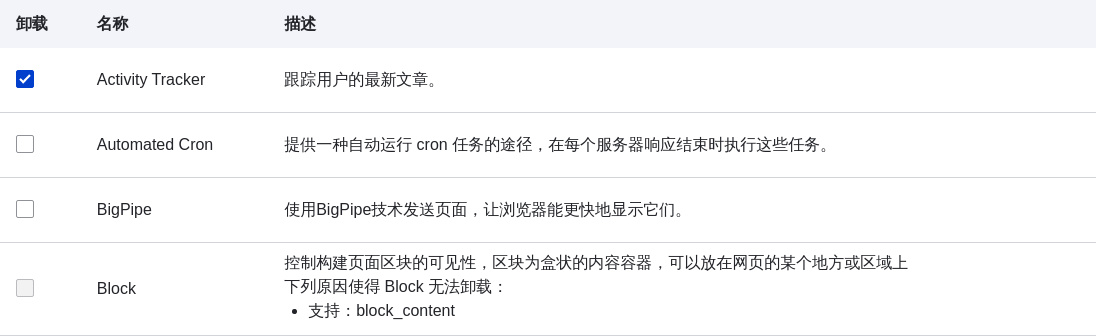 卸载 名称 描述
Activity Tracker 跟踪用户的最新文章。
Automated Cron 提供一种自动运行 cron 任务的途径，在每个服务器响应结束时执行这些任务。
BigPipe 使用BigPipe技术发送页面，让浏览器能更快地显示它们。
控制构建页面区块的可见性，区块为盒状的内容容器，可以放在网页的某个地方或区域上
Block 下列原因使得 Block 无法卸载：
• 支持：block_content